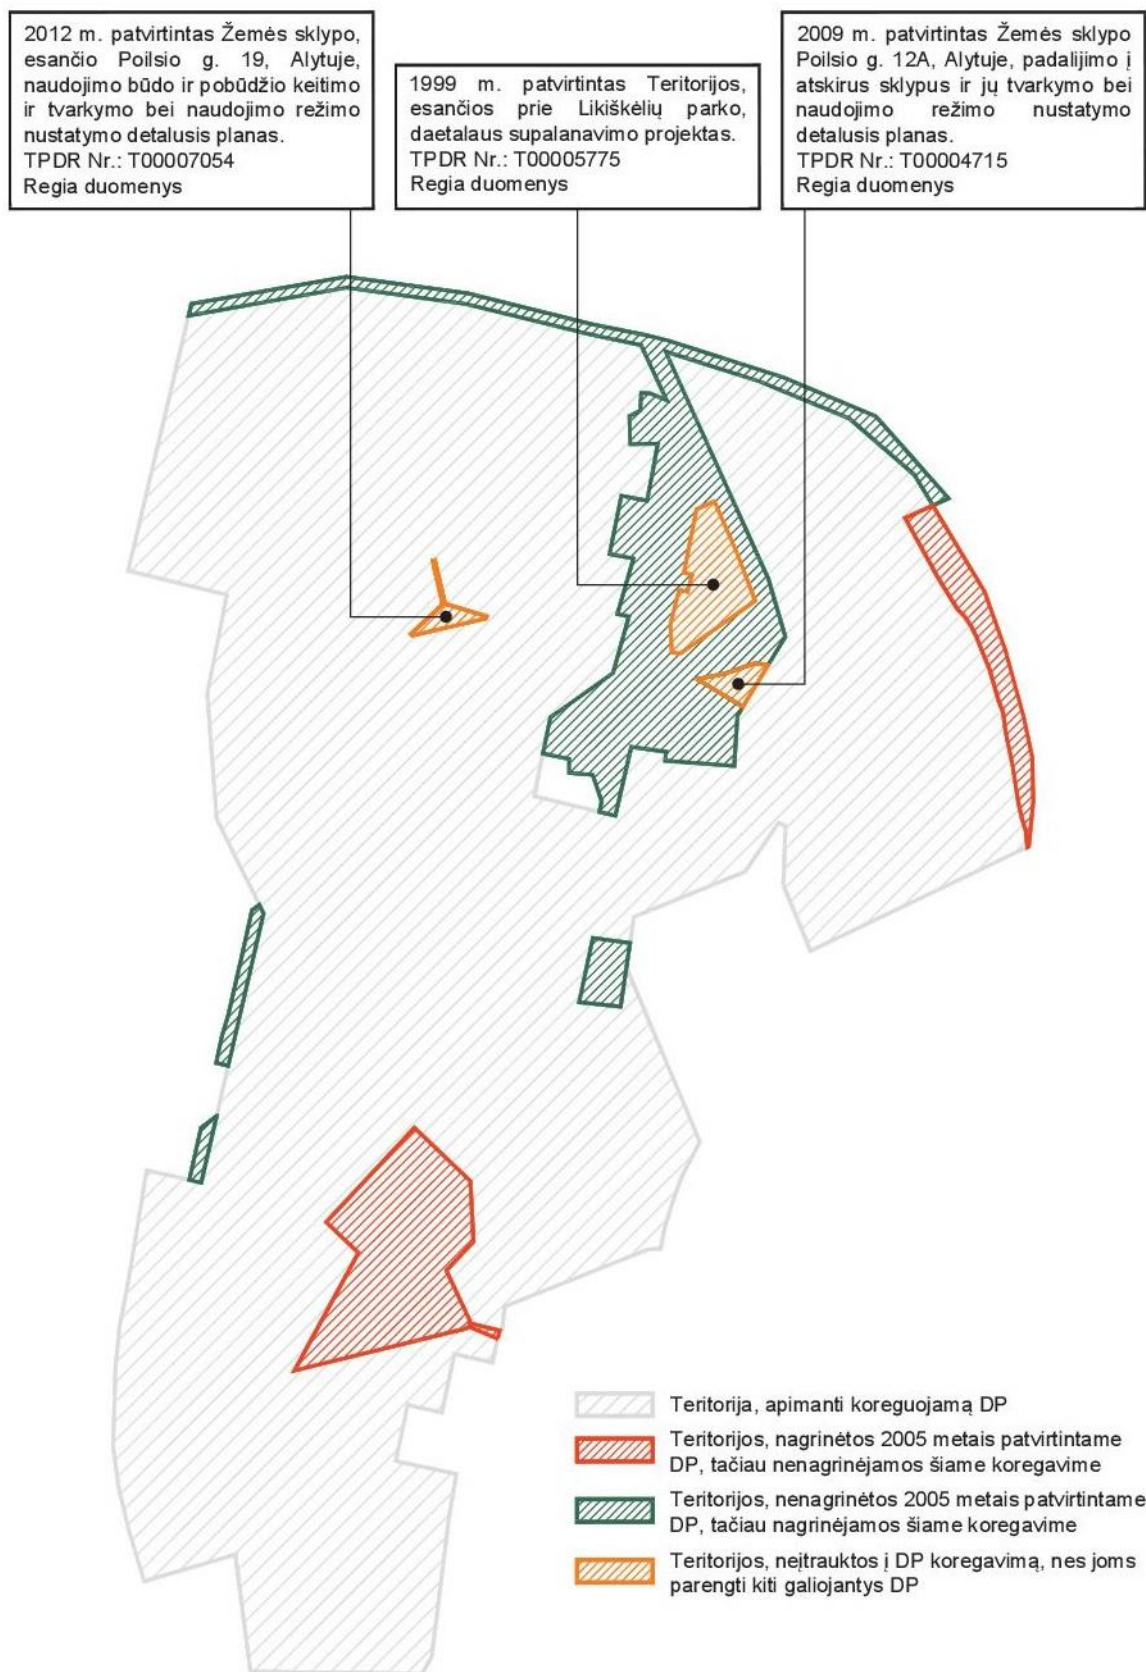 2012 m. patvirtintas Žemės sklypo,
esančio Poilsio g. 19, Alytuje,
naudojimo būdo ir pobūdžio keitimo
ir tvarkymo bei naudojimo režimo
nustatymo detalusis planas.
TPDR Nr.: T00007054
Regia duomenys
1999 m. patvirtintas Teritorijos,
esančios prie Likiškėlių parko,
daetalaus supalanavimo projektas.
TPDR Nr.: T00005775
Regia duomenys
2009 m. patvirtintas Žemės sklypo
Poilsio g. 12A, Alytuje, padalijimo į
atskirus sklypus ir jų tvarkymo bei
naudojimo režimo nustatymo
detalusis planas.
TPDR Nr.: T00004715
Regia duomenys
Teritorija, apimanti koreguojamą DP
Teritorijos, nagrinėtos 2005 metais patvirtintame
DP, tačiau nenagrinėjamos šiame koregavime
Teritorijos, nenagrinėtos 2005 metais patvirtintame
DP, tačiau nagrinėjamos šiame koregavime
Teritorijos, neįtrauktos į DP koregavimą, nes joms
parengti kiti galiojantys DP